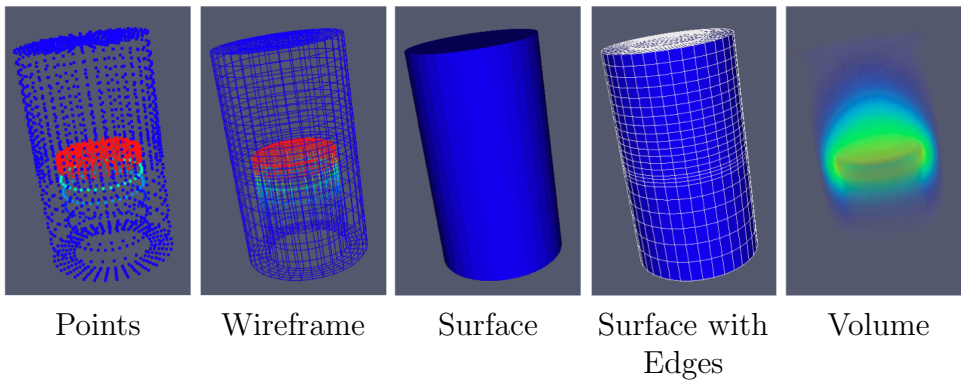 Points
Wireframe
Surface
Surface with
Edges
Volume